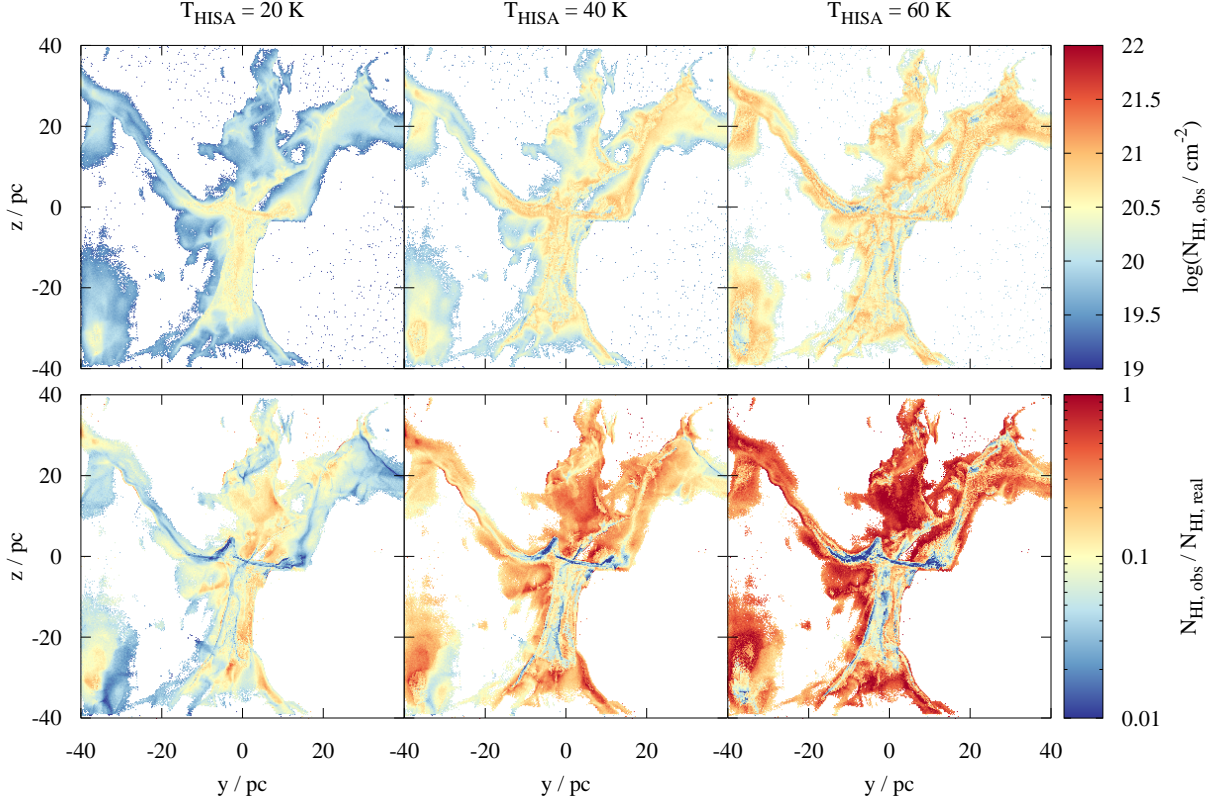 T_HISA = 20 K T_HISA = 40 K T_HISA = 60 K
40
20
0
-20
-40
z / pc
22
21.5
21
20.5
20
19.5
19
log(N_HI, obs / cm^-2)
40
20
0
-20
-40
z / pc
1
0.1
0.01
N_HI, obs / N_HI, real
-40 -20 0 20 -40 -20 0 20 -40 -20 0 20 40
y / pc y / pc y / pc